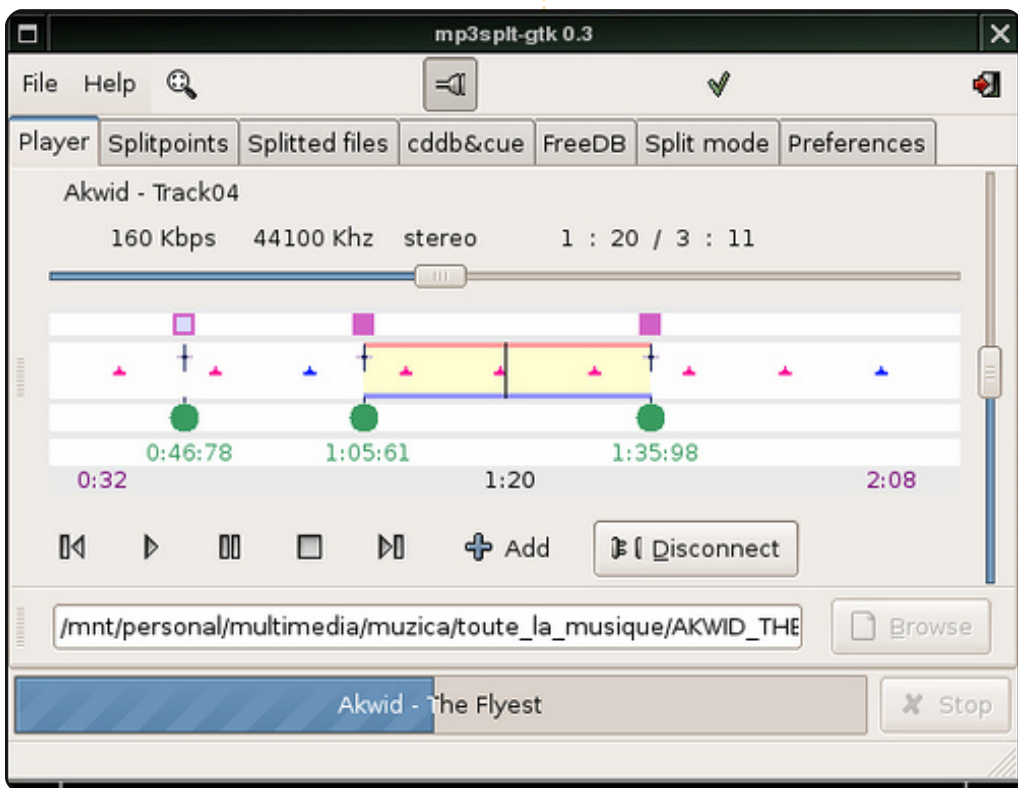 mp3splt-gtk 0.3
File Help
Player Splitpoints Splitted files cddb&cue FreeDB Split mode Preferences
Akwid - Track04
160 Kbps 44100 Khz stereo 1 : 20 / 3 : 11
0:46:78 1:05:61 1:35:98
0:32 1:20 2:08
Add Disconnect
/mnt/personal/multimedia/muzica/toute_la_musique/AKWID_THE Browse
Akwid - The Flyest Stop